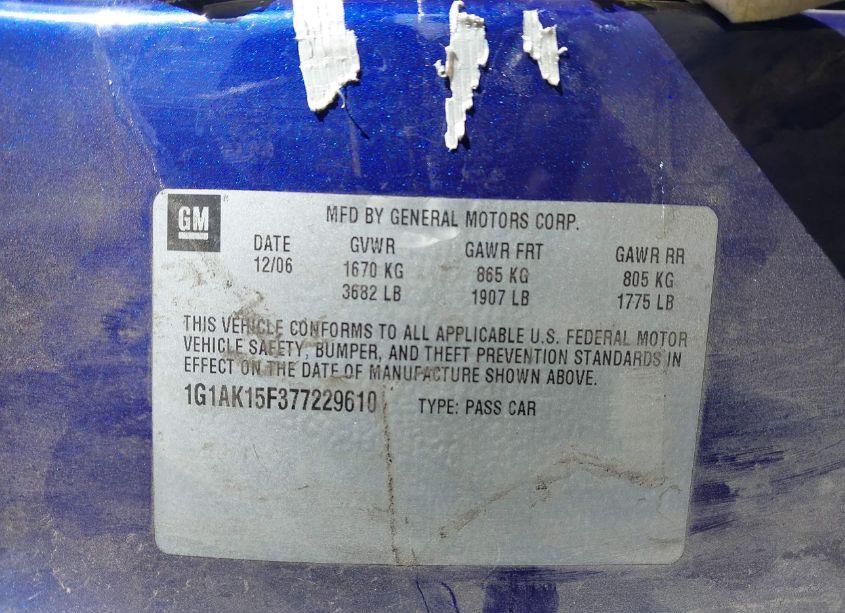 GM
MFD BY GENERAL MOTORS CORP.
DATE GVWR GAWR FRT GAWR RR
12/06 1670 KG 865 KG 805 KG
3682 LB 1907 LB 1775 LB
THIS VEHICLE CONFORMS TO ALL APPLICABLE U.S. FEDERAL MOTOR
VEHICLE SAFETY, BUMPER, AND THEFT PREVENTION STANDARDS IN
EFFECT ON THE DATE OF MANUFACTURE SHOWN ABOVE.
1G1AK15F377229610 TYPE: PASS CAR